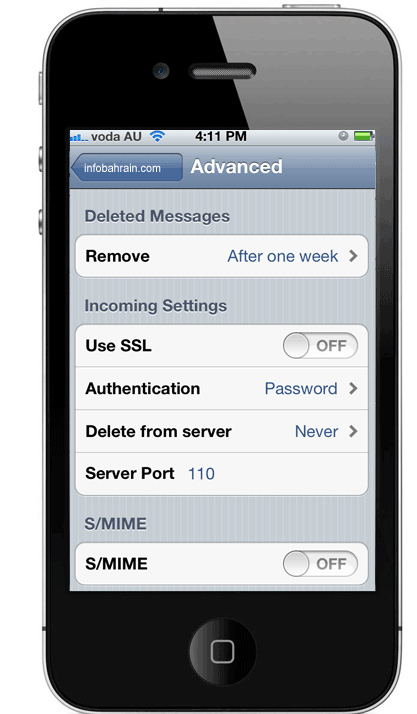 voda AU 4:11 PM
infobahrain.com Advanced
Deleted Messages
Remove After one week
Incoming Settings
Use SSL OFF
Authentication Password
Delete from server Never
Server Port 110
S/MIME
S/MIME OFF